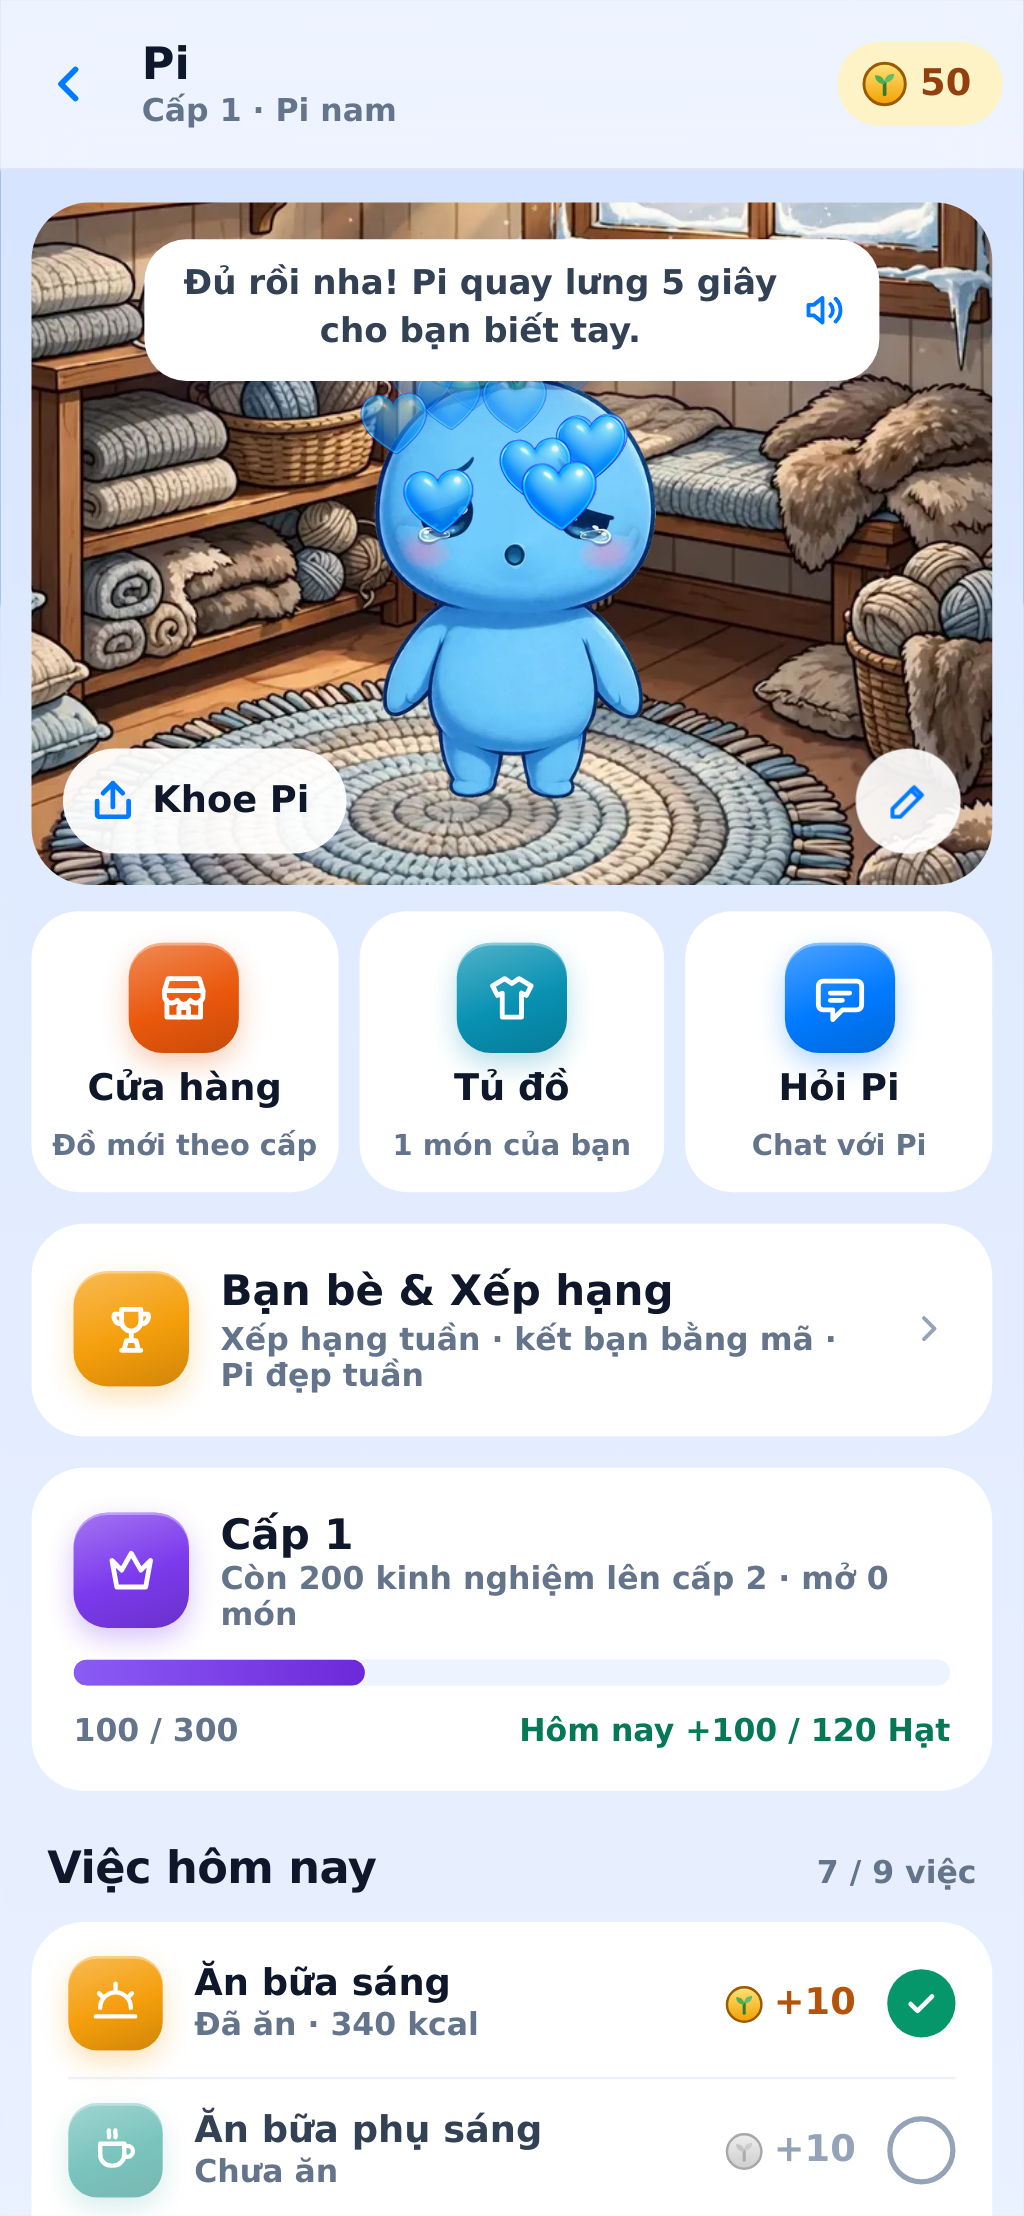 Pi
Cấp 1 · Pi nam
50
Đủ rồi nha! Pi quay lưng 5 giây
cho bạn biết tay.
Khoe Pi
Cửa hàng
Đồ mới theo cấp
Tủ đồ
1 món của bạn
Hỏi Pi
Chat với Pi
Bạn bè & Xếp hạng
Xếp hạng tuần · kết bạn bằng mã ·
Pi đẹp tuần
Cấp 1
Còn 200 kinh nghiệm lên cấp 2 · mở 0
món
100 / 300
Hôm nay +100 / 120 Hạt
Việc hôm nay
7 / 9 việc
Ăn bữa sáng
Đã ăn · 340 kcal
+10
Ăn bữa phụ sáng
Chưa ăn
+10